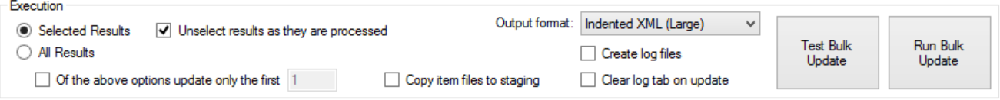 Execution
Selected Results
Unselect results as they are processed
Output format:
Indented XML (Large)
All Results
Create log files
Of the above options update only the first
1
Copy item files to staging
Clear log tab on update
Test Bulk
Update
Run Bulk
Update